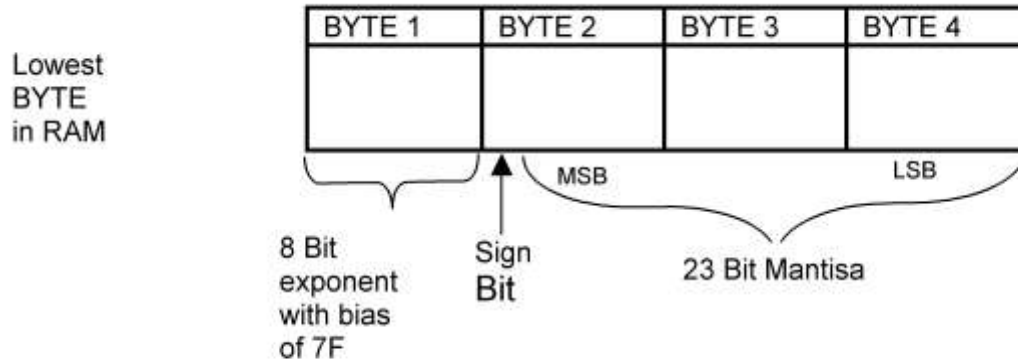 BYTE 1 BYTE 2 BYTE 3 BYTE 4
Lowest
BYTE
in RAM
MSB LSB
8 Bit
exponent
with bias
of 7F
Sign
Bit
23 Bit Mantisa